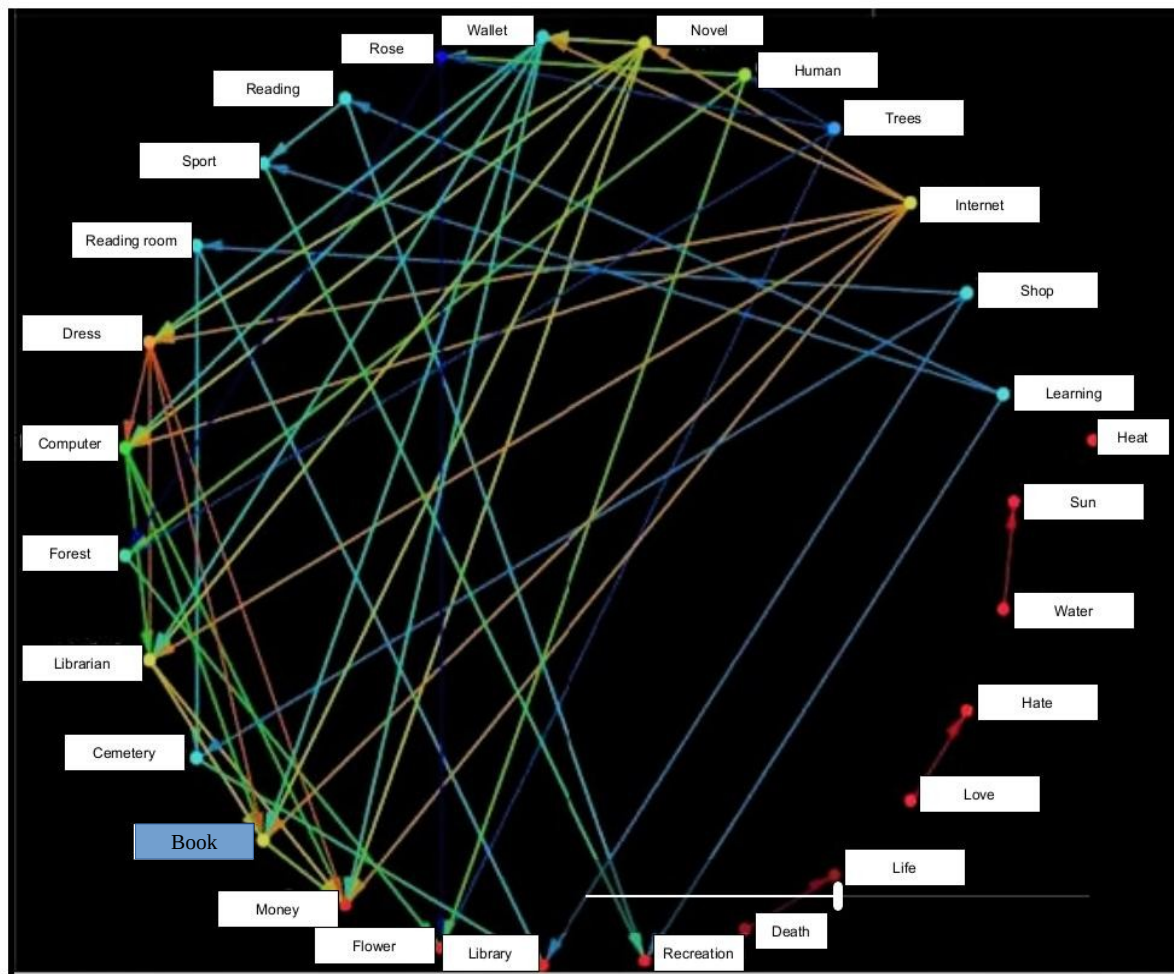 Wallet
Novel
Rose
Human
Reading
Trees
Sport
Internet
Reading room
Shop
Dress
Learning
Computer
Heat
Sun
Forest
Water
Librarian
Hate
Cemetery
Love
Book
Life
Money
Death
Flower
Library
Recreation